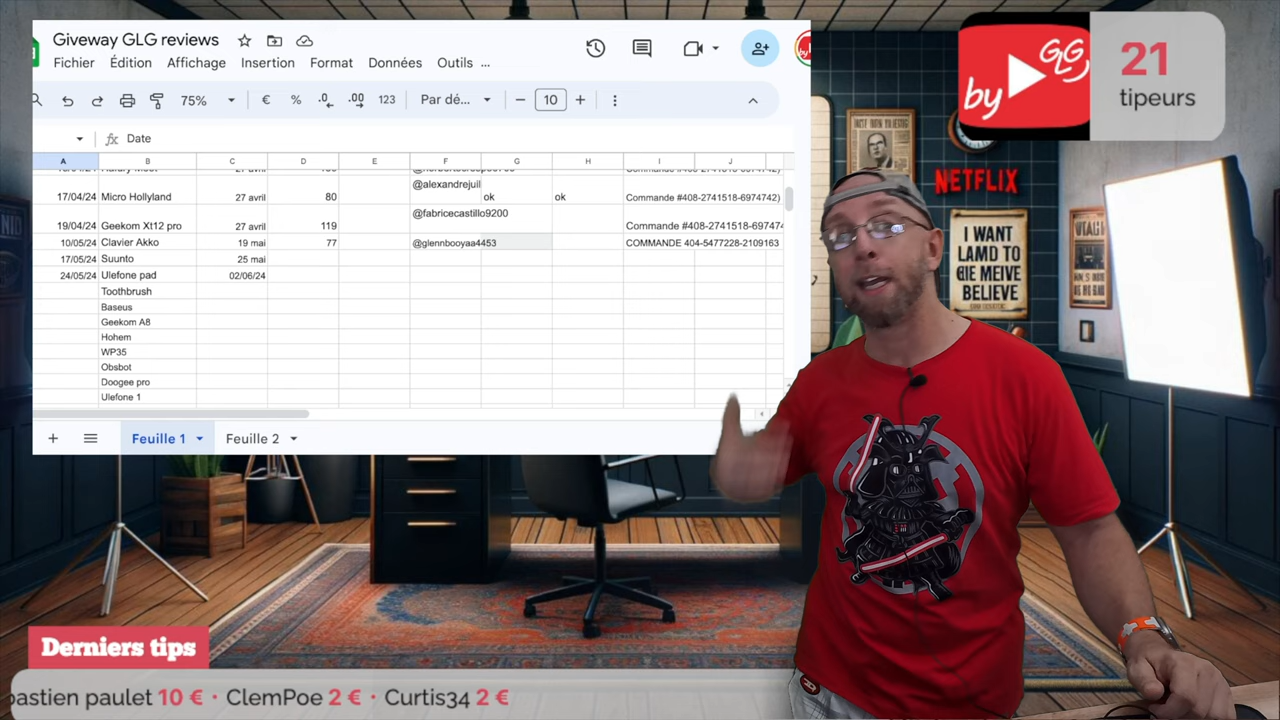 Giveway GLG reviews
Fichier Édition Affichage Insertion Format Données Outils ...
75% € % .0 .00 123 Par dé... − 10 +
fx Date
A B C D E F G H I J
17/04/24 Micro Hollyland 27 avril 80 @alexandrejuil ok ok Commande #408-2741518-6974742)
19/04/24 Geekom Xt12 pro 27 avril 119 @fabricecastillo9200 Commande #408-2741518-697474
10/05/24 Clavier Akko 19 mai 77 @glennbooyaa4453 COMMANDE 404-5477228-2109163
17/05/24 Suunto 25 mai
24/05/24 Ulefone pad 02/06/24
Toothbrush
Baseus
Geekom A8
Hohem
WP35
Obsbot
Doogee pro
Ulefone 1
+ Feuille 1 Feuille 2
by GLG
21
tipeurs
NETFLIX
I WANT
LAMD TO
GIE MEIVE
BELIEVE
Derniers tips
bastien paulet 10 € · ClemPoe 2 € · Curtis34 2 €